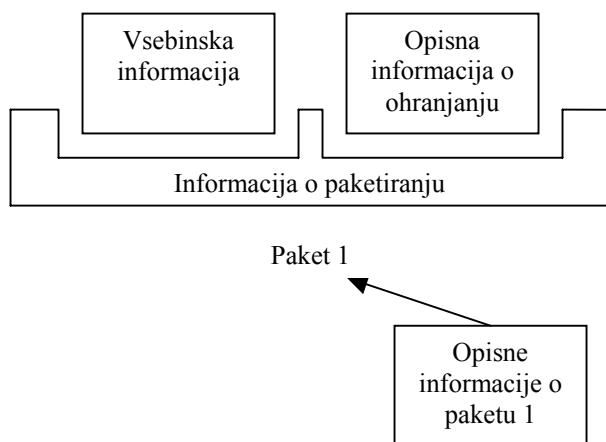 Vsebinska
informacija
Opisna
informacija o
ohranjanju
Informacija o paketiranju
Paket 1
Opisne
informacije o
paketu 1